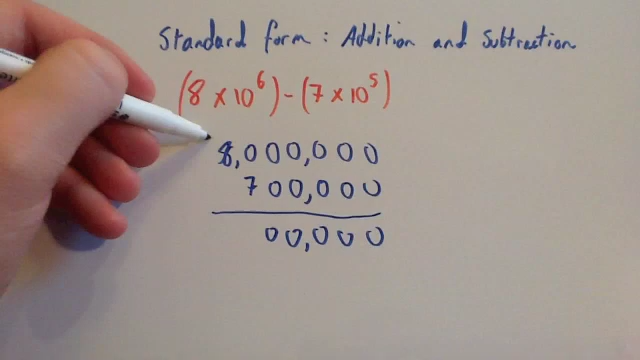 Standard form : Addition and Subtraction
(8 × 10⁶) - (7 × 10⁵)
8,000,000
700,000
00,000